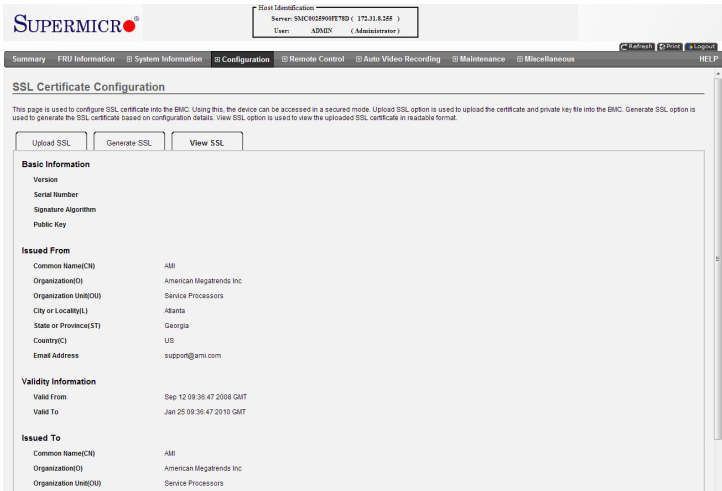 SUPERMICR
Host Identification
Server: SMC0025900FE78D ( 172.31.8.255 )
User: ADMIN ( Administrator )
Refresh Print Logout
Summary FRU Information System Information Configuration Remote Control Auto Video Recording Maintenance Miscellaneous HELP
SSL Certificate Configuration
This page is used to configure SSL certificate into the BMC. Using this, the device can be accessed in a secured mode. Upload SSL option is used to upload the certificate and private key file into the BMC. Generate SSL option is
used to generate the SSL certificate based on configuration details. View SSL option is used to view the uploaded SSL certificate in readable format.
Upload SSL Generate SSL View SSL
Basic Information
Version
Serial Number
Signature Algorithm
Public Key
Issued From
Common Name(CN) AMI
Organization(O) American Megatrends Inc
Organization Unit(OU) Service Processors
City or Locality(L) Atlanta
State or Province(ST) Georgia
Country(C) US
Email Address support@ami.com
Validity Information
Valid From Sep 12 09:36:47 2008 GMT
Valid To Jan 25 09:36:47 2010 GMT
Issued To
Common Name(CN) AMI
Organization(O) American Megatrends Inc
Organization Unit(OU) Service Processors